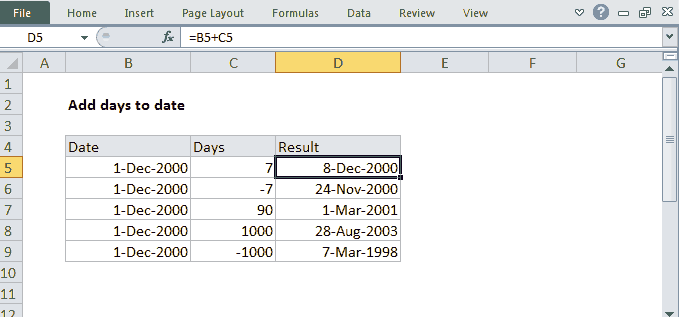 File Home Insert Page Layout Formulas Data Review View ?
D5 fx =B5+C5
A B C D E F G
1
2 Add days to date
3
4 Date Days Result
5 1-Dec-2000 7 8-Dec-2000
6 1-Dec-2000 -7 24-Nov-2000
7 1-Dec-2000 90 1-Mar-2001
8 1-Dec-2000 1000 28-Aug-2003
9 1-Dec-2000 -1000 7-Mar-1998
10
11
12